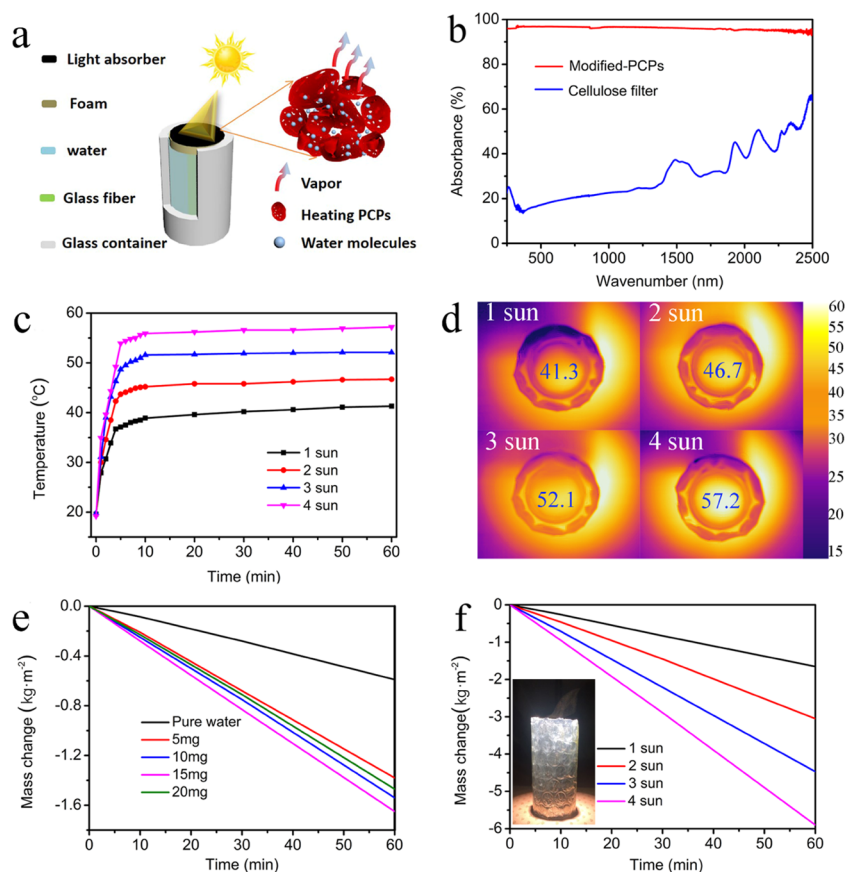 a
Light absorber
Foam
water
Glass fiber
Glass container
Vapor
Heating PCPs
Water molecules
b
100
80
60
40
20
0
Absorbance (%)
Modified-PCPs
Cellulose filter
500
1000
1500
2000
2500
Wavenumber (nm)
c
60
50
40
30
20
Temperature (°C)
1 sun
2 sun
3 sun
4 sun
0
10
20
30
40
50
60
Time (min)
d
1 sun
41.3
2 sun
46.7
3 sun
52.1
4 sun
57.2
60
55
50
45
40
35
30
25
20
15
e
0.0
-0.4
-0.8
-1.2
-1.6
Mass change (kg·m-2)
Pure water
5mg
10mg
15mg
20mg
0
10
20
30
40
50
60
Time (min)
f
0
-1
-2
-3
-4
-5
-6
Mass change(kg·m-2)
1 sun
2 sun
3 sun
4 sun
0
10
20
30
40
50
60
Time (min)